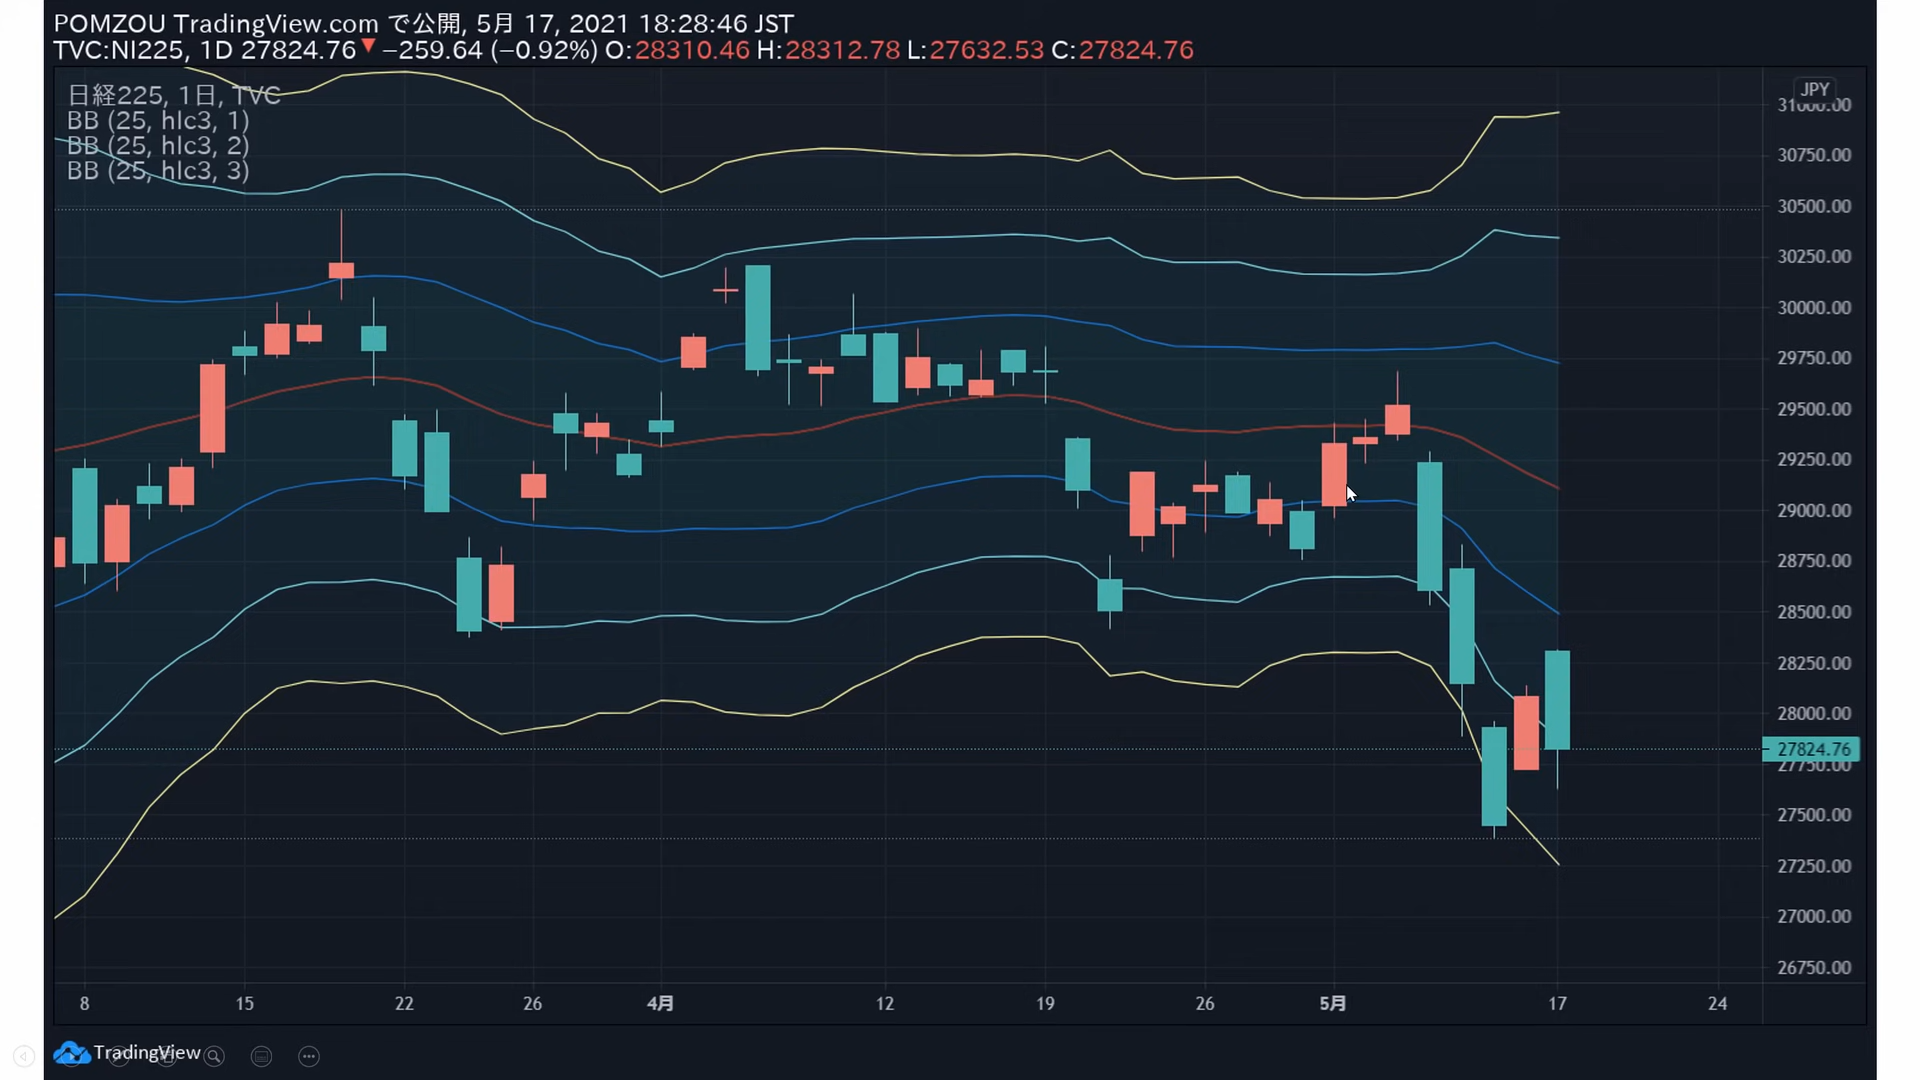 POMZOU TradingView.com で公開, 5月 17, 2021 18:28:46 JST
TVC:NI225, 1D 27824.76 ▼ −259.64 (−0.92%) O:28310.46 H:28312.78 L:27632.53 C:27824.76
日経225, 1日, TVC
BB (25, hlc3, 1)
BB (25, hlc3, 2)
BB (25, hlc3, 3)
JPY
31000.00
30750.00
30500.00
30250.00
30000.00
29750.00
29500.00
29250.00
29000.00
28750.00
28500.00
28250.00
28000.00
27824.76
27750.00
27500.00
27250.00
27000.00
26750.00
8 15 22 26 4月 12 19 26 5月 17 24
TradingView